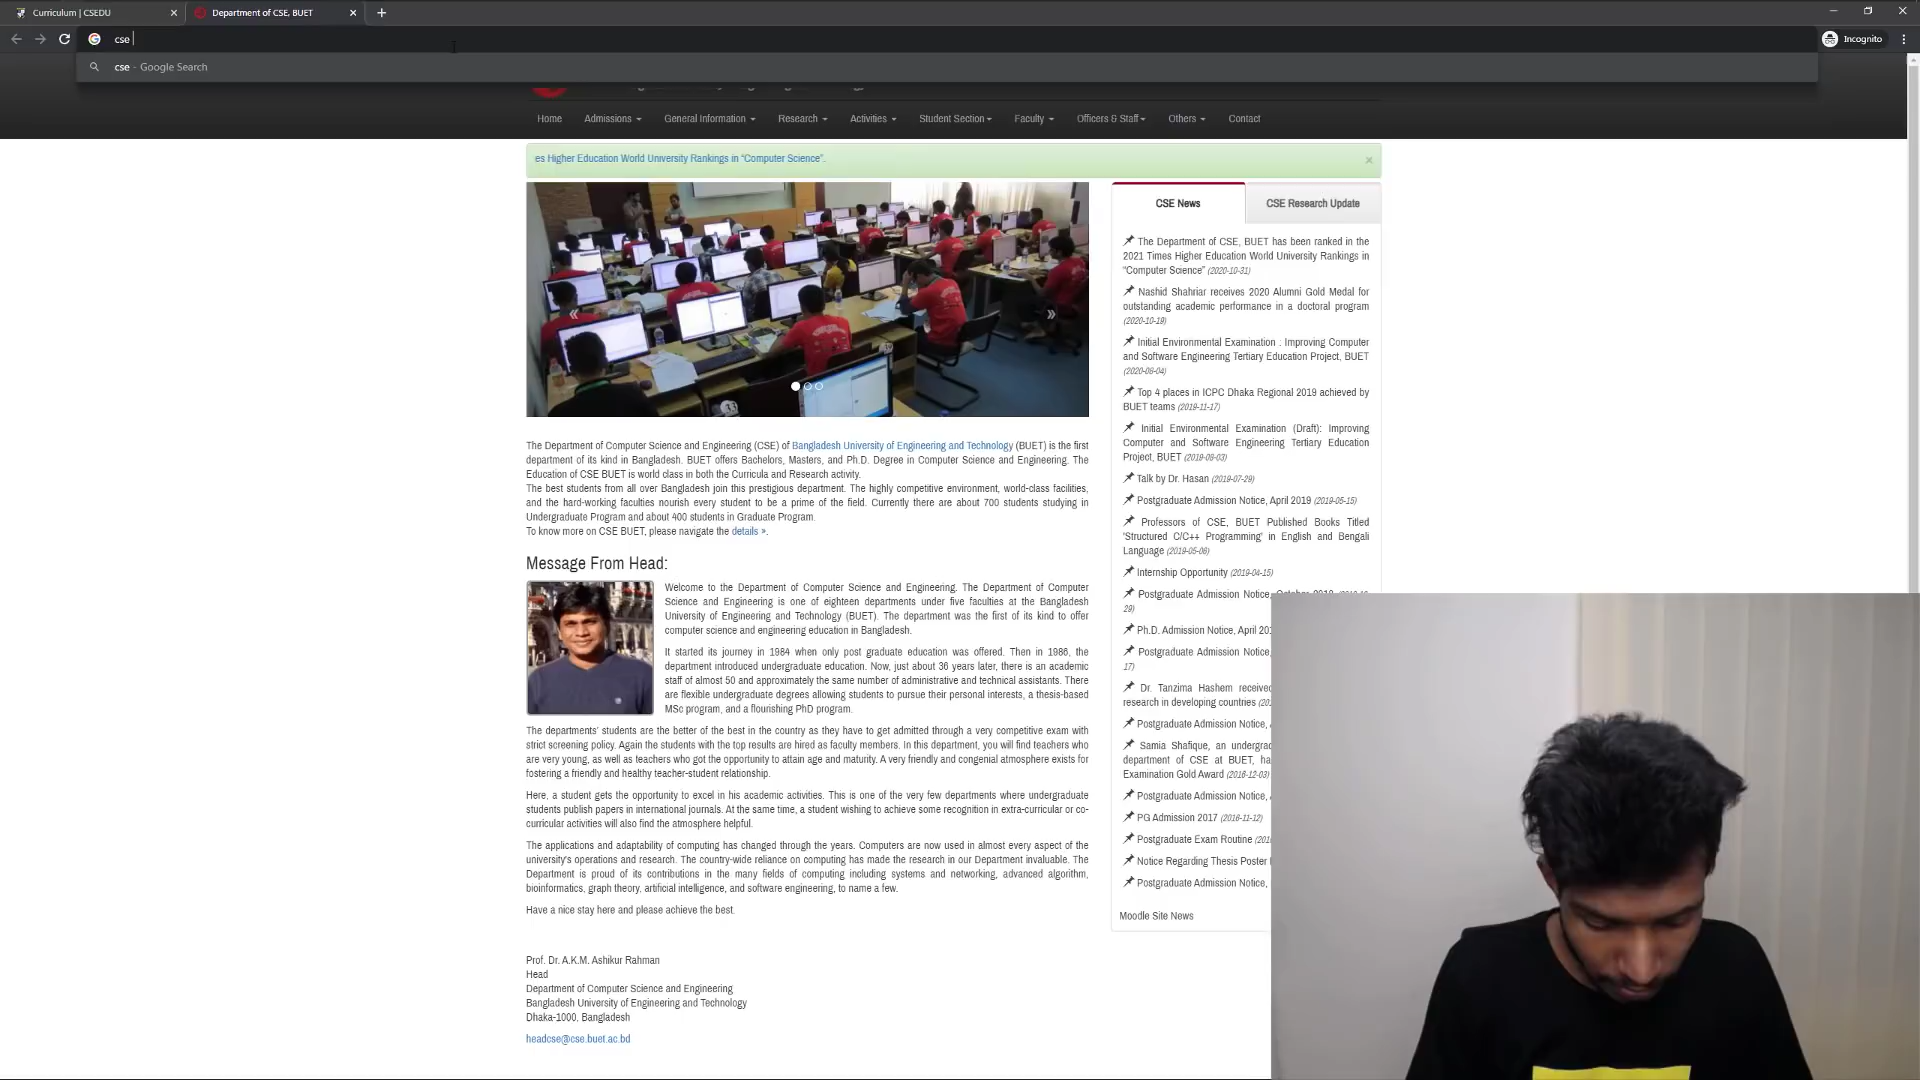 Curriculum | CSEDU
Department of CSE, BUET
cse
Incognito
cse - Google Search
Home Admissions General Information Research Activities Student Section Faculty Officers & Staff Others Contact
es Higher Education World University Rankings in “Computer Science”.
The Department of Computer Science and Engineering (CSE) of Bangladesh University of Engineering and Technology (BUET) is the first
department of its kind in Bangladesh. BUET offers Bachelors, Masters, and Ph.D. Degree in Computer Science and Engineering. The
Education of CSE BUET is world class in both the Curricula and Research activity.
The best students from all over Bangladesh join this prestigious department. The highly competitive environment, world-class facilities,
and the hard-working faculties nourish every student to be a prime of the field. Currently there are about 700 students studying in
Undergraduate Program and about 400 students in Graduate Program.
To know more on CSE BUET, please navigate the details ».
Message From Head:
Welcome to the Department of Computer Science and Engineering. The Department of Computer
Science and Engineering is one of eighteen departments under five faculties at the Bangladesh
University of Engineering and Technology (BUET). The department was the first of its kind to offer
computer science and engineering education in Bangladesh.
It started its journey in 1984 when only post graduate education was offered. Then in 1986, the
department introduced undergraduate education. Now, just about 36 years later, there is an academic
staff of almost 50 and approximately the same number of administrative and technical assistants. There
are flexible undergraduate degrees allowing students to pursue their personal interests, a thesis-based
MSc program, and a flourishing PhD program.
The departments’ students are the better of the best in the country as they have to get admitted through a very competitive exam with
strict screening policy. Again the students with the top results are hired as faculty members. In this department, you will find teachers who
are very young, as well as teachers who got the opportunity to attain age and maturity. A very friendly and congenial atmosphere exists for
fostering a friendly and healthy teacher-student relationship.
Here, a student gets the opportunity to excel in his academic activities. This is one of the very few departments where undergraduate
students publish papers in international journals. At the same time, a student wishing to achieve some recognition in extra-curricular or co-
curricular activities will also find the atmosphere helpful.
The applications and adaptability of computing has changed through the years. Computers are now used in almost every aspect of the
university's operations and research. The country-wide reliance on computing has made the research in our Department invaluable. The
Department is proud of its contributions in the many fields of computing including systems and networking, advanced algorithm,
bioinformatics, graph theory, artificial intelligence, and software engineering, to name a few.
Have a nice stay here and please achieve the best.
Prof. Dr. A.K.M. Ashikur Rahman
Head
Department of Computer Science and Engineering
Bangladesh University of Engineering and Technology
Dhaka-1000, Bangladesh
headcse@cse.buet.ac.bd
CSE News CSE Research Update
The Department of CSE, BUET has been ranked in the
2021 Times Higher Education World University Rankings in
“Computer Science” (2020-10-31)
Nashid Shahriar receives 2020 Alumni Gold Medal for
outstanding academic performance in a doctoral program
(2020-10-19)
Initial Environmental Examination : Improving Computer
and Software Engineering Tertiary Education Project, BUET
(2020-06-04)
Top 4 places in ICPC Dhaka Regional 2019 achieved by
BUET teams (2019-11-17)
Initial Environmental Examination (Draft): Improving
Computer and Software Engineering Tertiary Education
Project, BUET (2019-08-03)
Talk by Dr. Hasan (2019-07-29)
Postgraduate Admission Notice, April 2019 (2019-05-15)
Professors of CSE, BUET Published Books Titled
'Structured C/C++ Programming' in English and Bengali
Language (2019-05-06)
Internship Opportunity (2019-04-15)
Postgraduate Admission Notice,
29)
Ph.D. Admission Notice, April
Postgraduate Admission Notice,
17)
Dr. Tanzima Hashem
research in developing countries
Postgraduate Admission Notice,
Samia Shafique, an
department of CSE at BUET,
Examination Gold Award (2016-12-03)
Postgraduate Admission Notice,
PG Admission 2017 (2016-11-12)
Postgraduate Exam Routine
Notice Regarding Thesis Poster
Postgraduate Admission Notice,
Moodle Site News